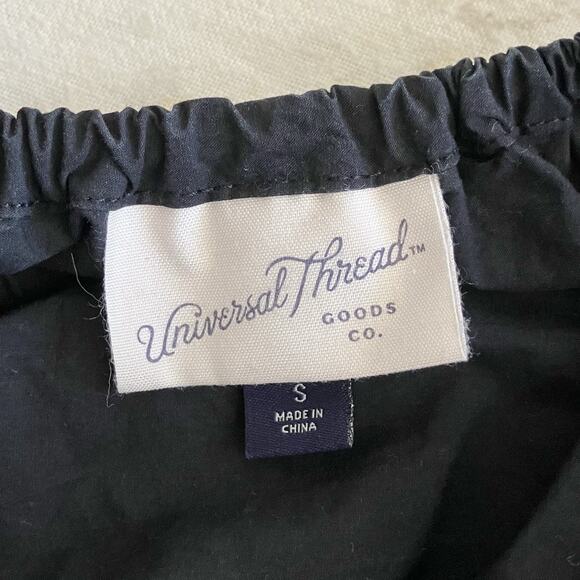 Universal Thread™
GOODS
CO.
S
MADE IN
CHINA